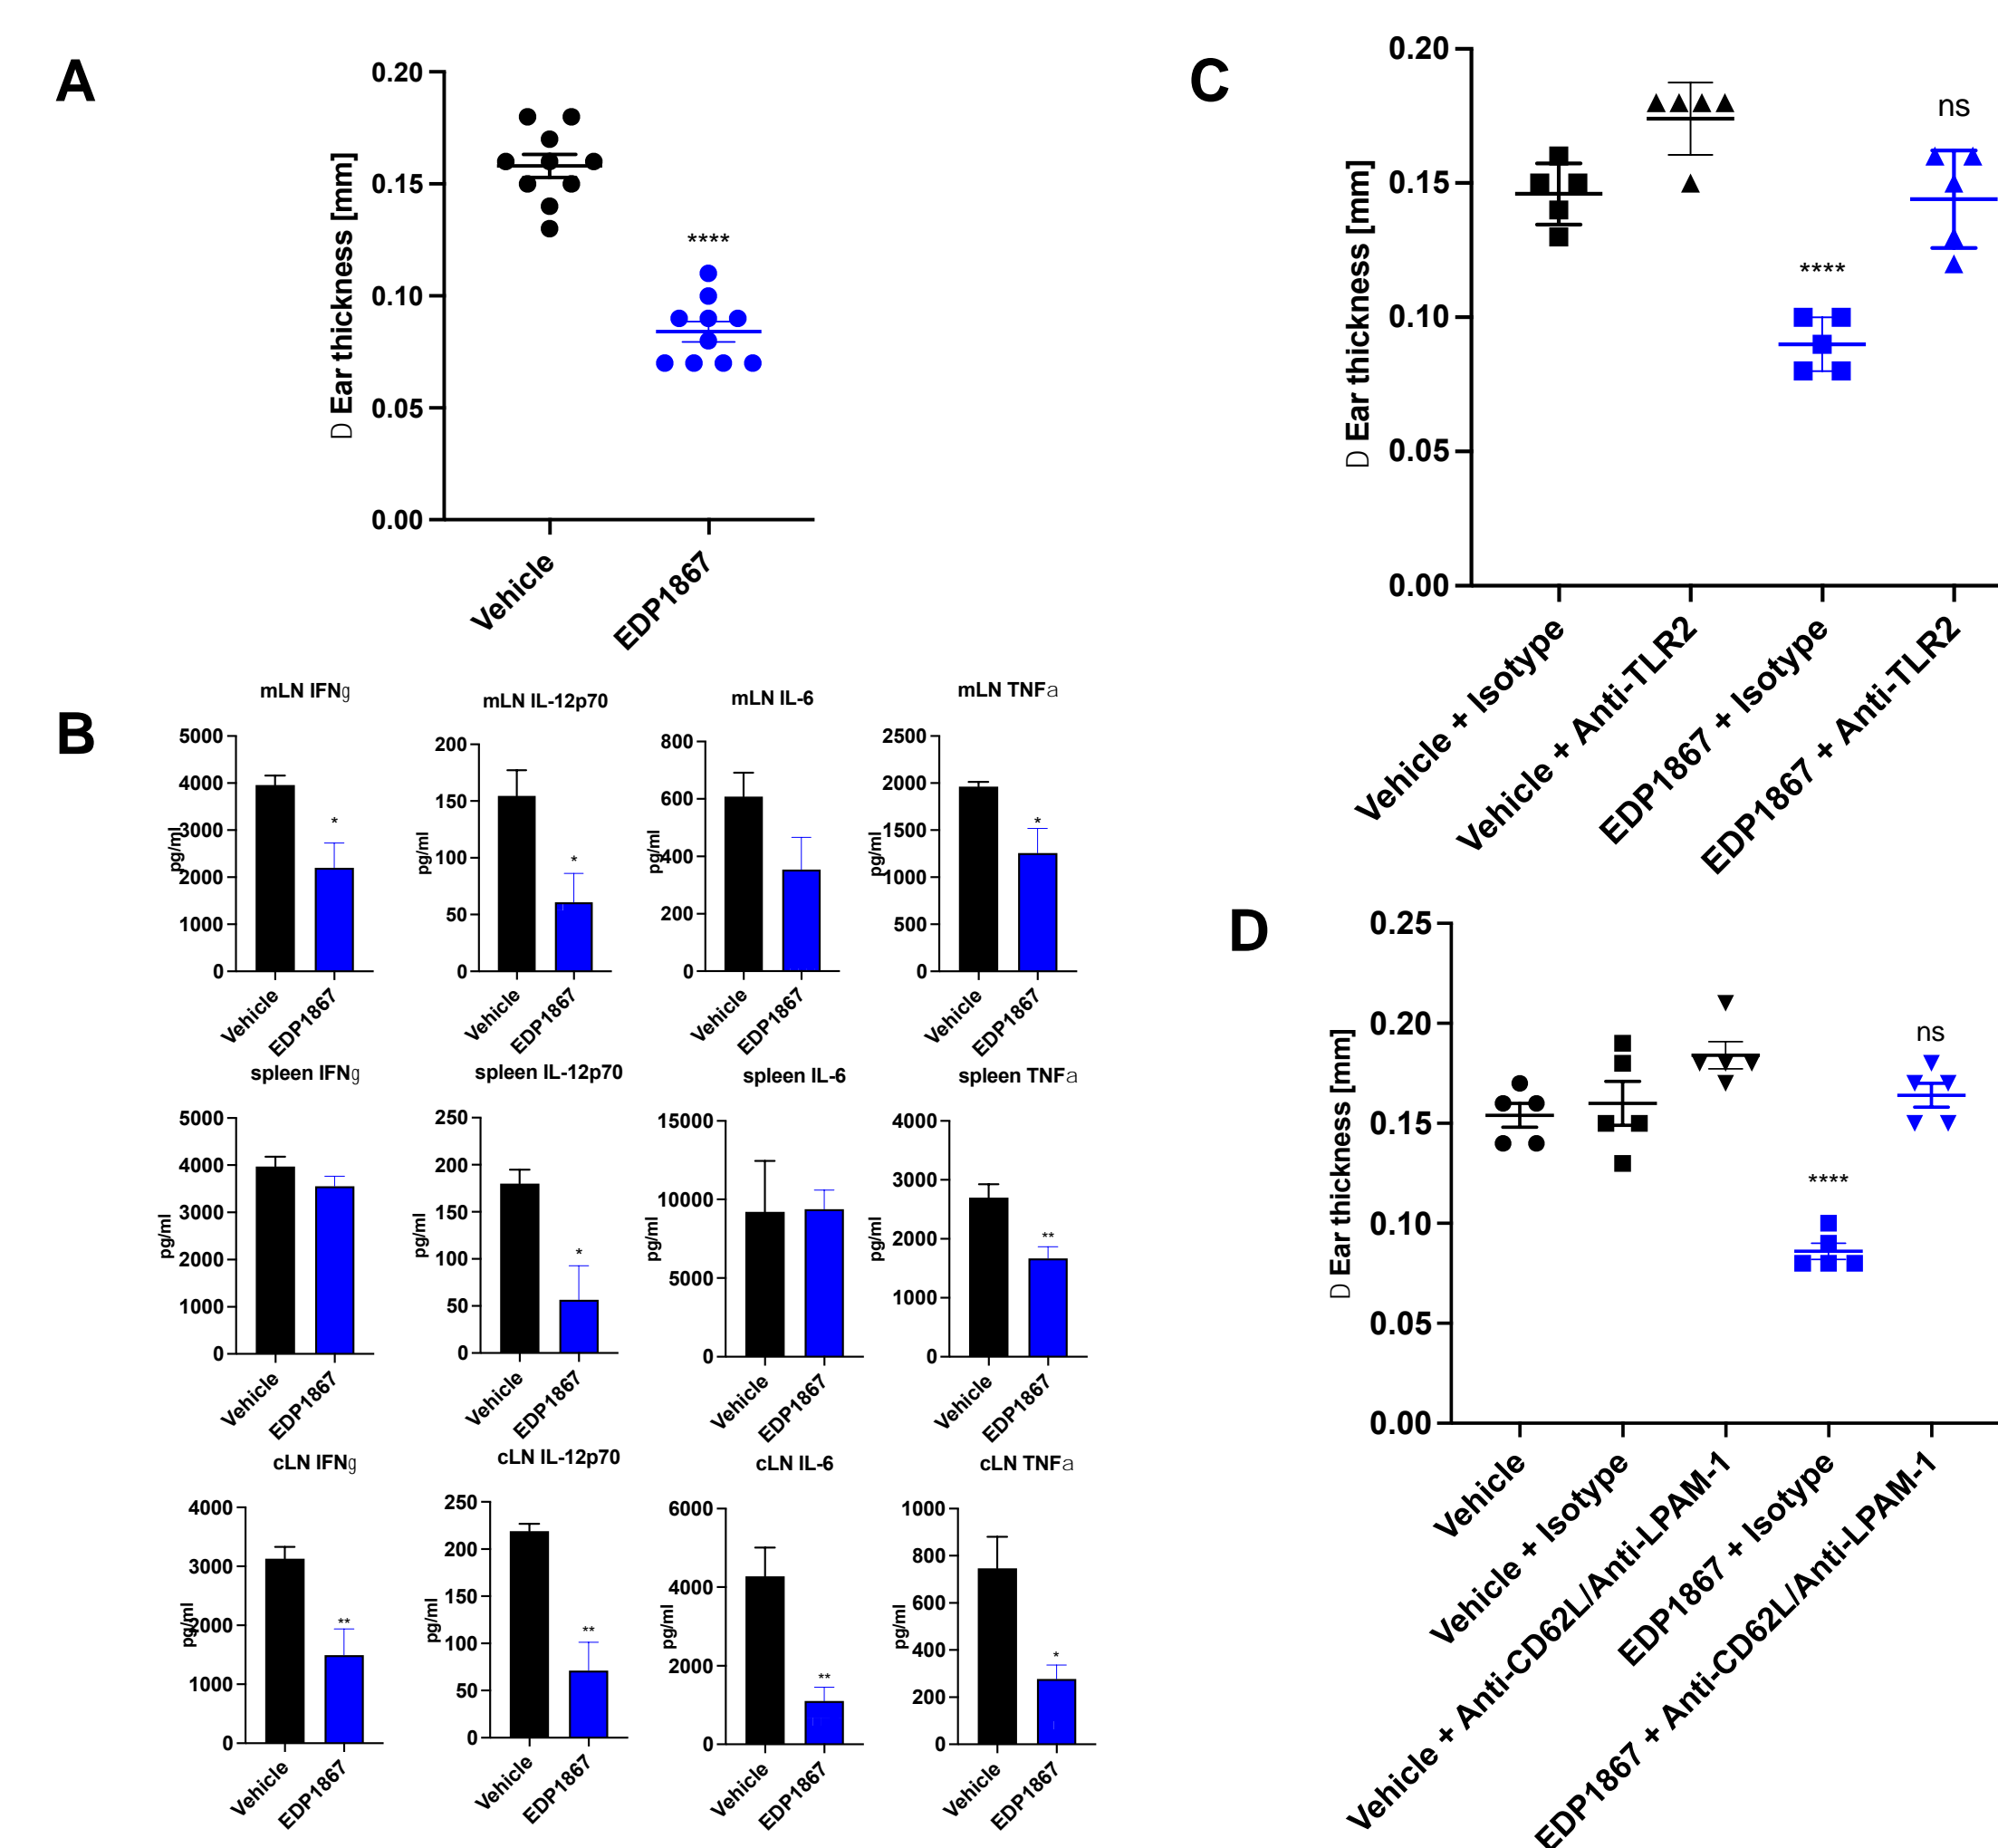 A
0.20
0.15
0.10
0.05
0.00
D Ear thickness [mm]
****
Vehicle
EDP1867
B
mLN IFNg
5000
4000
3000
2000
1000
0
pg/ml
*
Vehicle
EDP1867
mLN IL-12p70
200
150
100
50
0
pg/ml
*
Vehicle
EDP1867
mLN IL-6
800
600
400
200
0
pg/ml
Vehicle
EDP1867
mLN TNFa
2500
2000
1500
1000
500
0
pg/ml
*
Vehicle
EDP1867
spleen IFNg
5000
4000
3000
2000
1000
0
pg/ml
Vehicle
EDP1867
spleen IL-12p70
250
200
150
100
50
0
pg/ml
*
Vehicle
EDP1867
spleen IL-6
15000
10000
5000
0
pg/ml
Vehicle
EDP1867
spleen TNFa
4000
3000
2000
1000
0
pg/ml
**
Vehicle
EDP1867
cLN IFNg
4000
3000
2000
1000
0
pg/ml
**
Vehicle
EDP1867
cLN IL-12p70
250
200
150
100
50
0
pg/ml
**
Vehicle
EDP1867
cLN IL-6
6000
4000
2000
0
pg/ml
**
Vehicle
EDP1867
cLN TNFa
1000
800
600
400
200
0
pg/ml
*
Vehicle
EDP1867
C
0.20
0.15
0.10
0.05
0.00
D Ear thickness [mm]
****
ns
Vehicle + Isotype
Vehicle + Anti-TLR2
EDP1867 + Isotype
EDP1867 + Anti-TLR2
D
0.25
0.20
0.15
0.10
0.05
0.00
D Ear thickness [mm]
****
ns
Vehicle
Vehicle + Isotype
Vehicle + Anti-CD62L/Anti-LPAM-1
EDP1867 + Isotype
EDP1867 + Anti-CD62L/Anti-LPAM-1